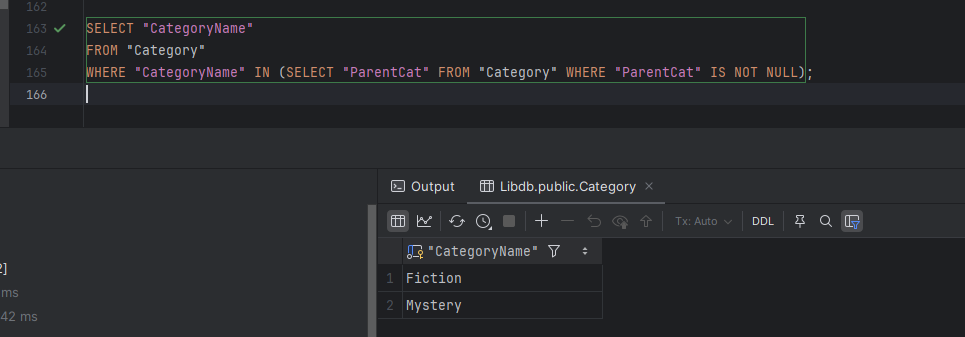 162
163 SELECT "CategoryName"
164 FROM "Category"
165 WHERE "CategoryName" IN (SELECT "ParentCat" FROM "Category" WHERE "ParentCat" IS NOT NULL);
166
Output Libdb.public.Category ×
Tx: Auto DDL
"CategoryName"
1 Fiction
2 Mystery
2]
ms
42 ms